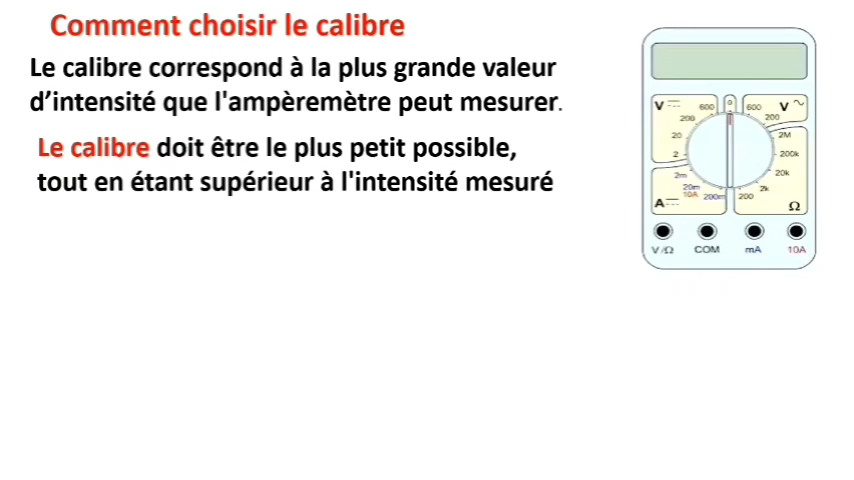 Comment choisir le calibre
Le calibre correspond à la plus grande valeur
d'intensité que l'ampèremètre peut mesurer.
Le calibre doit être le plus petit possible,
tout en étant supérieur à l'intensité mesuré
V 600 0 600 V
200 200
20 2M
2 200k
2m 20k
20m 2k
10A 200m 200
A Ω
V/Ω COM mA 10A